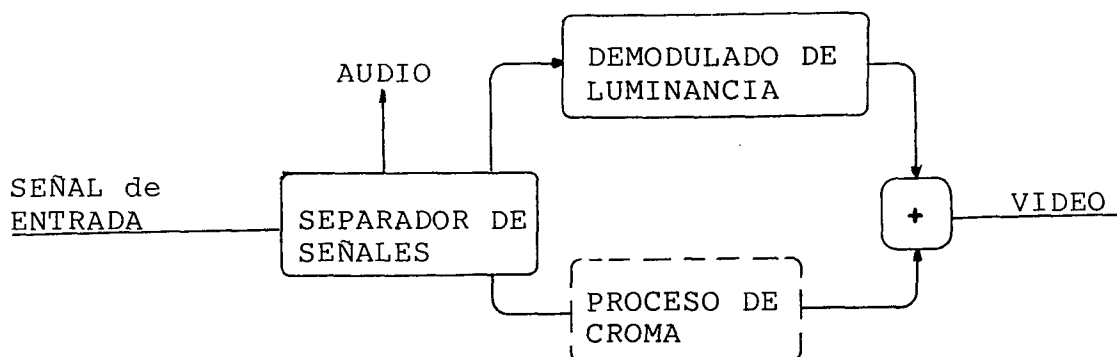 AUDIO
DEMODULADO DE
LUMINANCIA
SEÑAL de
ENTRADA
SEPARADOR DE
SEÑALES
+
VIDEO
PROCESO DE
CROMA